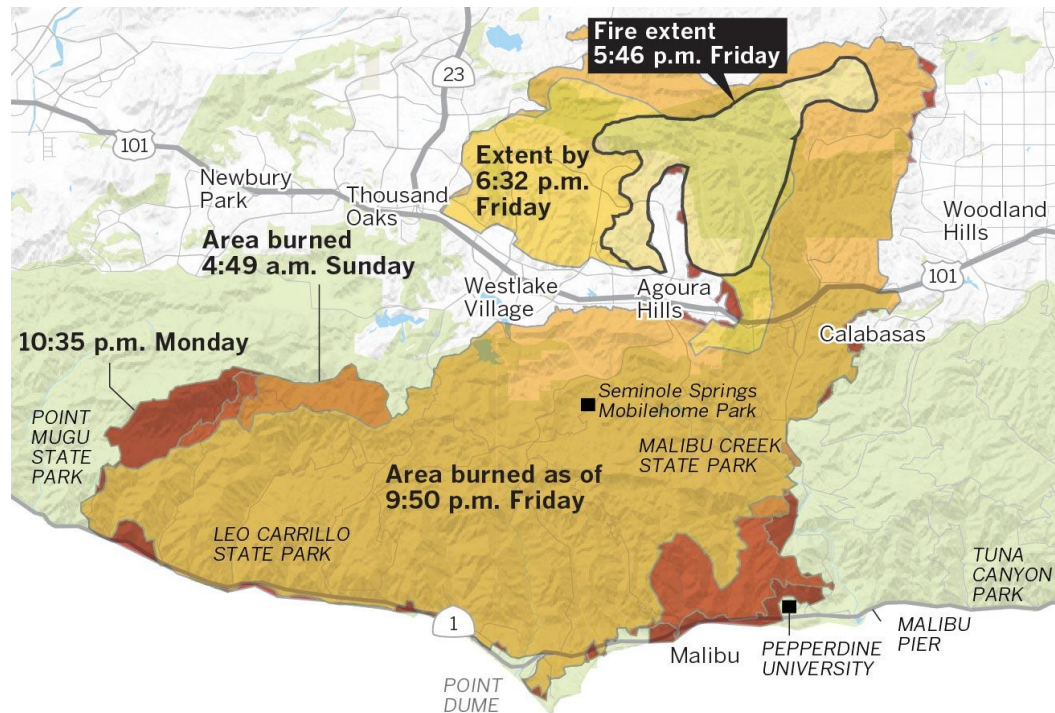 Fire extent
5:46 p.m. Friday
23
101
Extent by
6:32 p.m.
Friday
Newbury
Park
Thousand
Oaks
Woodland
Hills
Area burned
4:49 a.m. Sunday
101
Westlake
Village
Agoura
Hills
Calabasas
10:35 p.m. Monday
Seminole Springs
Mobilehome Park
POINT
MUGU
STATE
PARK
MALIBU CREEK
STATE PARK
Area burned as of
9:50 p.m. Friday
LEO CARRILLO
STATE PARK
TUNA
CANYON
PARK
1
MALIBU
PIER
Malibu
PEPPERDINE
UNIVERSITY
POINT
DUME